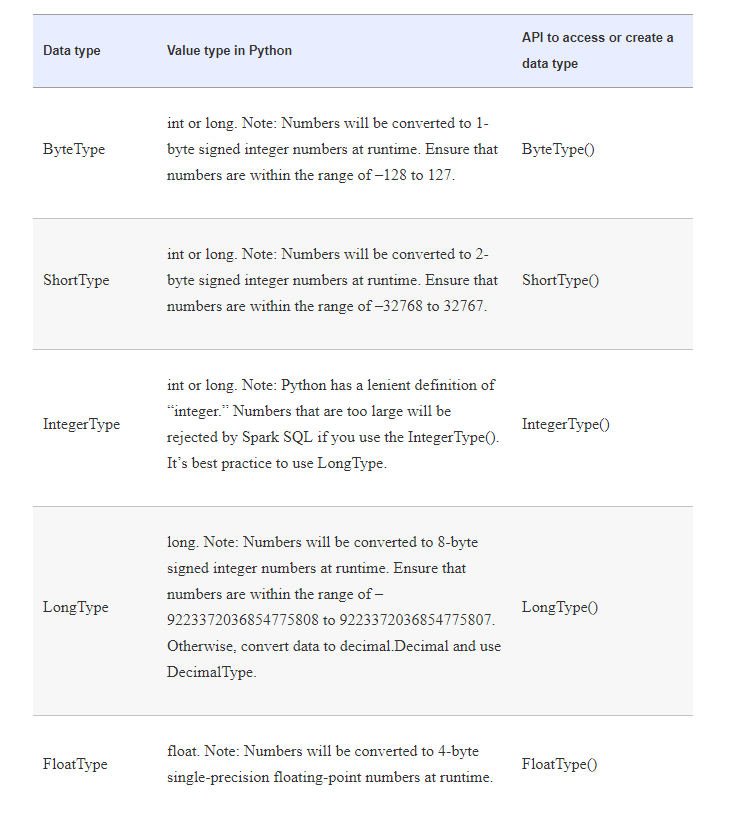 Data type
Value type in Python
API to access or create a
data type
ByteType
int or long. Note: Numbers will be converted to 1-
byte signed integer numbers at runtime. Ensure that
numbers are within the range of –128 to 127.
ByteType()
ShortType
int or long. Note: Numbers will be converted to 2-
byte signed integer numbers at runtime. Ensure that
numbers are within the range of –32768 to 32767.
ShortType()
IntegerType
int or long. Note: Python has a lenient definition of
“integer.” Numbers that are too large will be
rejected by Spark SQL if you use the IntegerType().
It’s best practice to use LongType.
IntegerType()
LongType
long. Note: Numbers will be converted to 8-byte
signed integer numbers at runtime. Ensure that
numbers are within the range of –
9223372036854775808 to 9223372036854775807.
Otherwise, convert data to decimal.Decimal and use
DecimalType.
LongType()
FloatType
float. Note: Numbers will be converted to 4-byte
single-precision floating-point numbers at runtime.
FloatType()